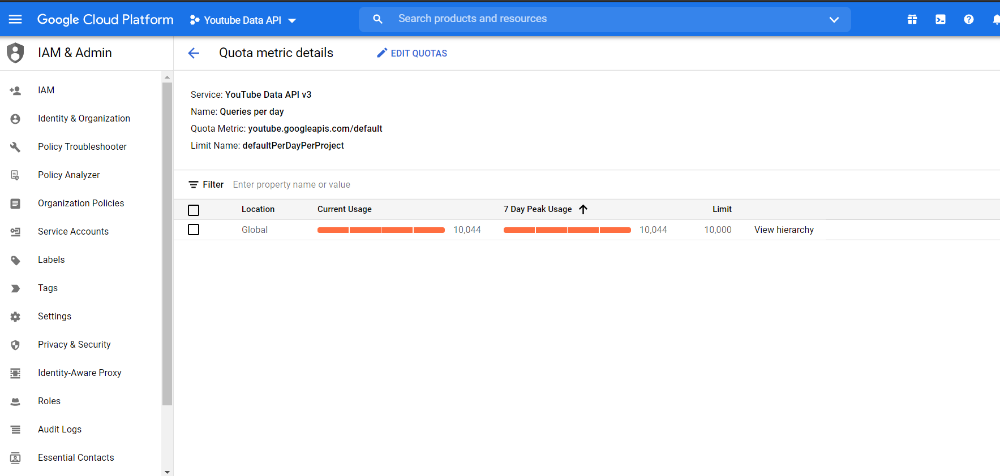 Google Cloud Platform
Youtube Data API
Search products and resources
IAM & Admin
Quota metric details
EDIT QUOTAS
IAM
Identity & Organization
Policy Troubleshooter
Policy Analyzer
Organization Policies
Service Accounts
Labels
Tags
Settings
Privacy & Security
Identity-Aware Proxy
Roles
Audit Logs
Essential Contacts
Service: YouTube Data API v3
Name: Queries per day
Quota Metric: youtube.googleapis.com/default
Limit Name: defaultPerDayPerProject
Filter Enter property name or value
Location Current Usage 7 Day Peak Usage Limit
Global 10,044 10,044 10,000 View hierarchy